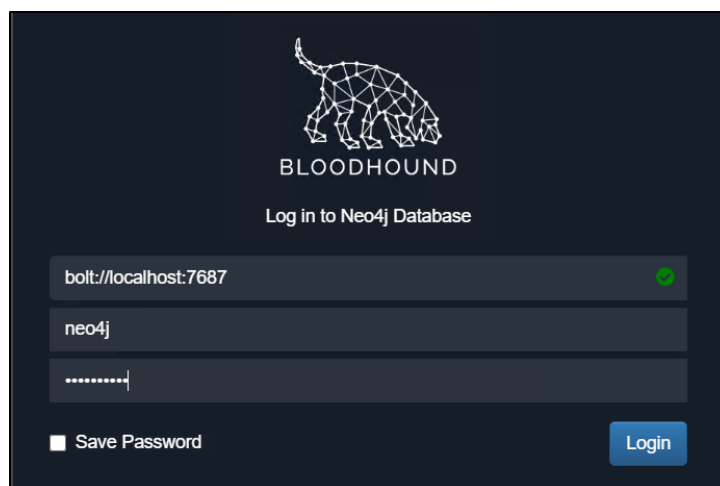 BLOODHOUND
Log in to Neo4j Database
bolt://localhost:7687
neo4j
••••••••••
Save Password
Login